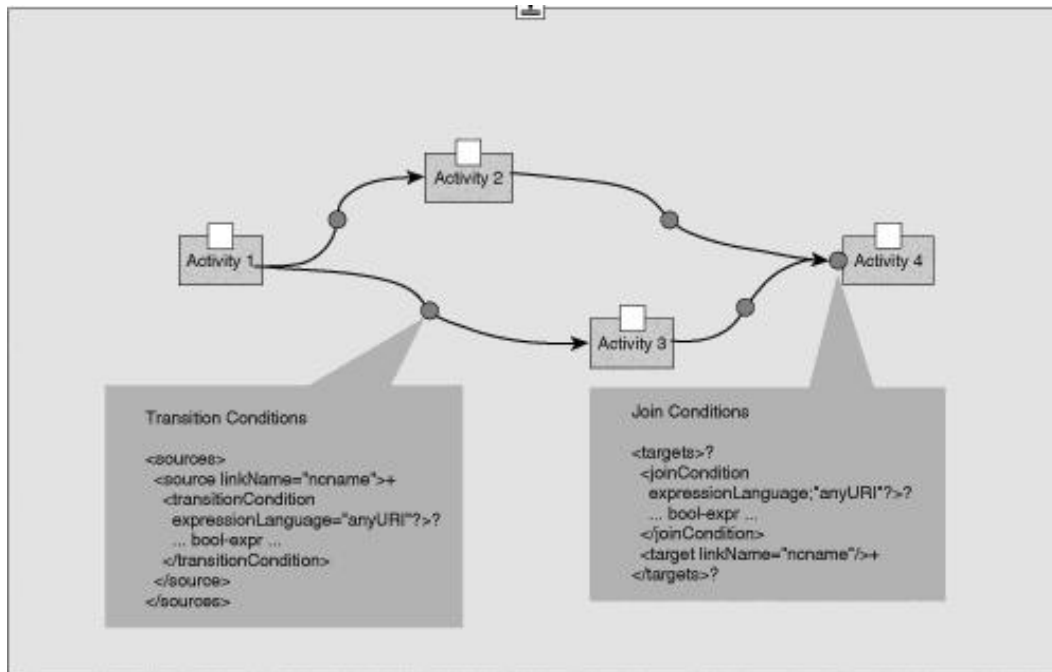 Activity 2
Activity 1
Activity 4
Activity 3
Transition Conditions
<sources>
<source linkName="ncname">+
<transitionCondition
expressionLanguage="anyURI"?>?
... bool-expr ...
</transitionCondition>
</source>
</sources>
Join Conditions
<targets>?
<joinCondition
expressionLanguage;"anyURI"?>?
... bool-expr ...
</joinCondition>
<target linkName="ncname"/>+
</targets>?